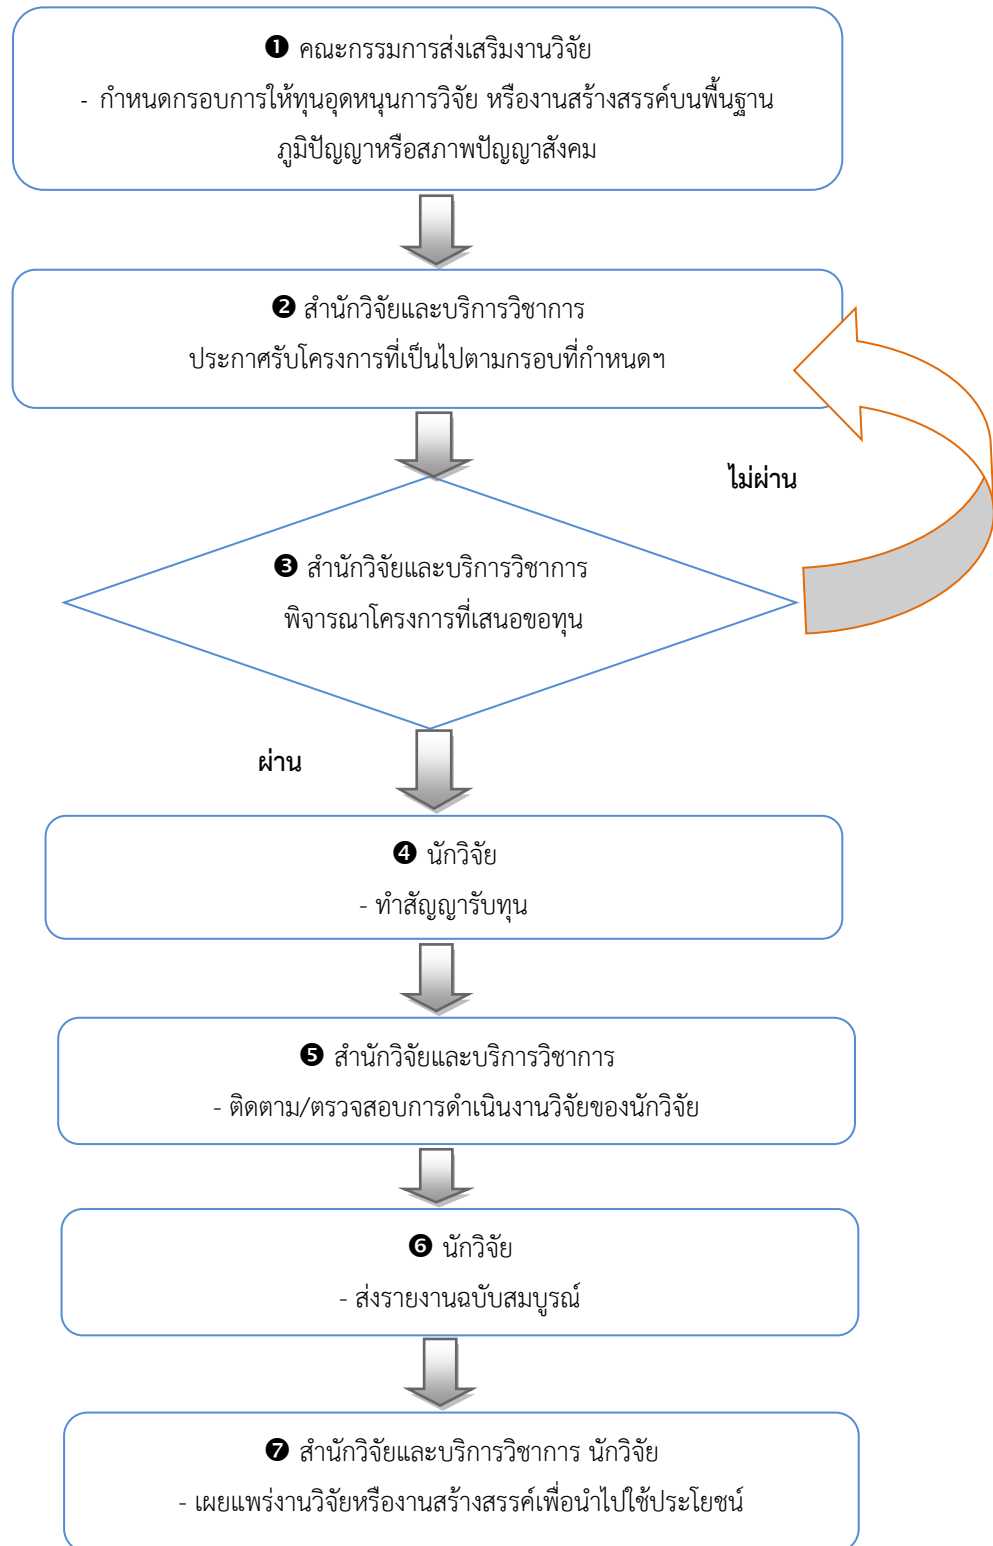 ❶ คณะกรรมการส่งเสริมงานวิจัย
- กำหนดกรอบการให้ทุนอุดหนุนการวิจัย หรืองานสร้างสรรค์บนพื้นฐาน
ภูมิปัญญาหรือสภาพปัญญาสังคม
❷ สำนักวิจัยและบริการวิชาการ
ประกาศรับโครงการที่เป็นไปตามกรอบที่กำหนดฯ
ไม่ผ่าน
❸ สำนักวิจัยและบริการวิชาการ
พิจารณาโครงการที่เสนอขอทุน
ผ่าน
❹ นักวิจัย
- ทำสัญญารับทุน
❺ สำนักวิจัยและบริการวิชาการ
- ติดตาม/ตรวจสอบการดำเนินงานวิจัยของนักวิจัย
❻ นักวิจัย
- ส่งรายงานฉบับสมบูรณ์
❼ สำนักวิจัยและบริการวิชาการ นักวิจัย
- เผยแพร่งานวิจัยหรืองานสร้างสรรค์เพื่อนำไปใช้ประโยชน์